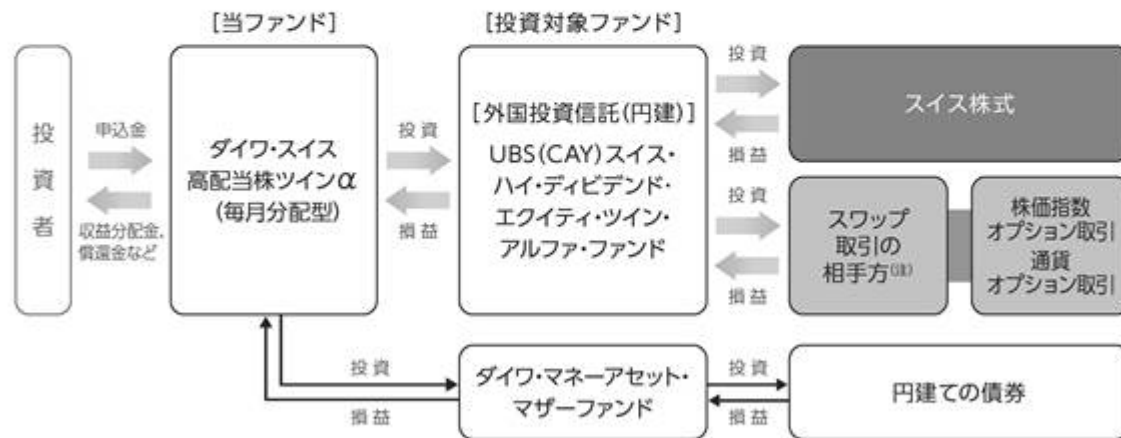 [当ファンド]
[投資対象ファンド]
投資者
申込金
収益分配金、
償還金など
ダイワ・スイス
高配当株ツインα
(毎月分配型)
投資
損益
[外国投資信託(円建)]
UBS(CAY)スイス・
ハイ・ディビデンド・
エクイティ・ツイン・
アルファ・ファンド
投資
損益
スイス株式
投資
損益
スワップ
取引の
相手方(注)
株価指数
オプション取引
通貨
オプション取引
投資
損益
ダイワ・マネーアセット・
マザーファンド
投資
損益
円建ての債券